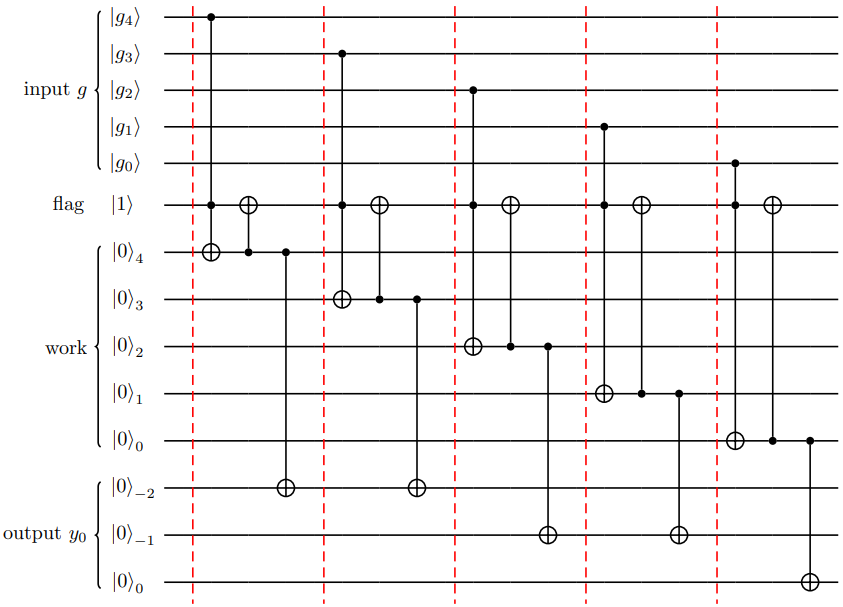 |g₄⟩
|g₃⟩
input g |g₂⟩
|g₁⟩
|g₀⟩
flag |1⟩
|0⟩₄
|0⟩₃
work |0⟩₂
|0⟩₁
|0⟩₀
|0⟩₋₂
output y₀ |0⟩₋₁
|0⟩₀